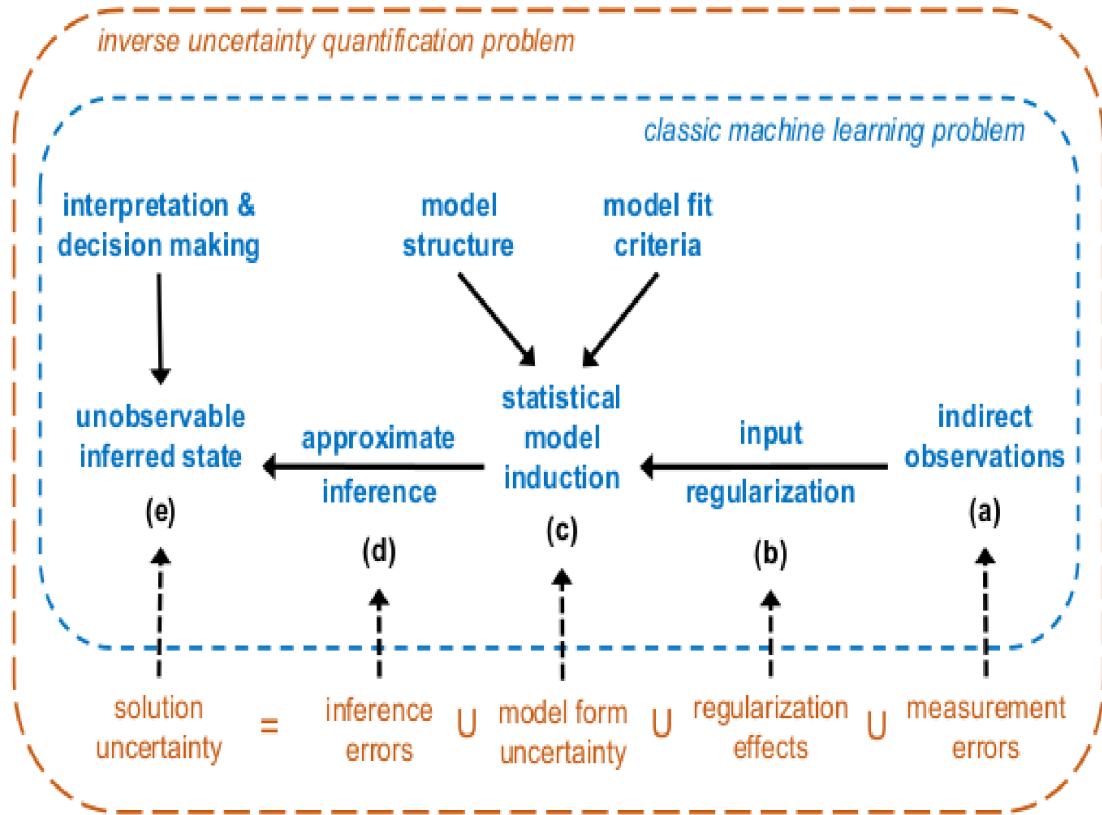 inverse uncertainty quantification problem
classic machine learning problem
interpretation &
decision making
model
structure
model fit
criteria
unobservable
inferred state
approximate
inference
statistical
model
induction
input
regularization
indirect
observations
(e)
(d)
(c)
(b)
(a)
solution
uncertainty
=
inference
errors
∪
model form
uncertainty
∪
regularization
effects
∪
measurement
errors